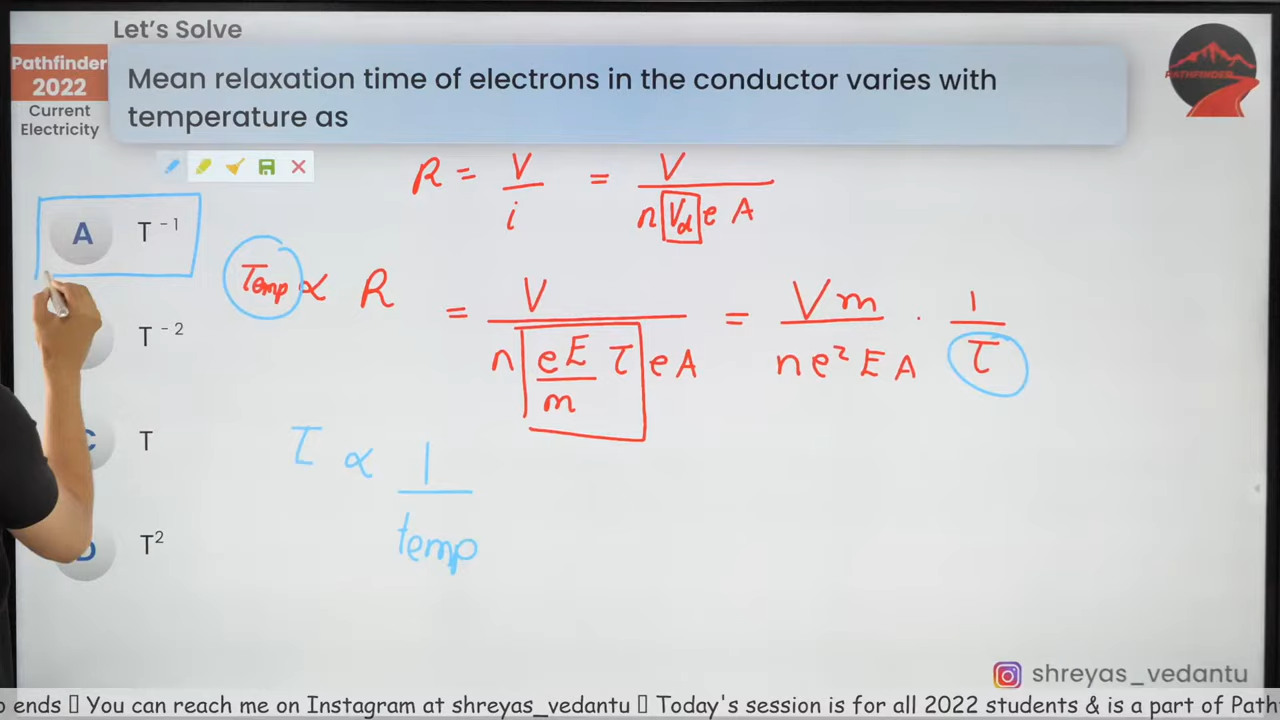 Let's Solve
Pathfinder
2022
Current
Electricity
Mean relaxation time of electrons in the conductor varies with
temperature as
PATHFINDER
R = V/i = V/(n Vd e A)
A T⁻¹
Temp ∝ R = V/(n (eE/m) τ e A) = Vm/(ne²EA) · 1/τ
T⁻²
C T
τ ∝ 1/temp
D T²
shreyas_vedantu
ends ▯ You can reach me on Instagram at shreyas_vedantu ▯ Today's session is for all 2022 students & is a part of Path